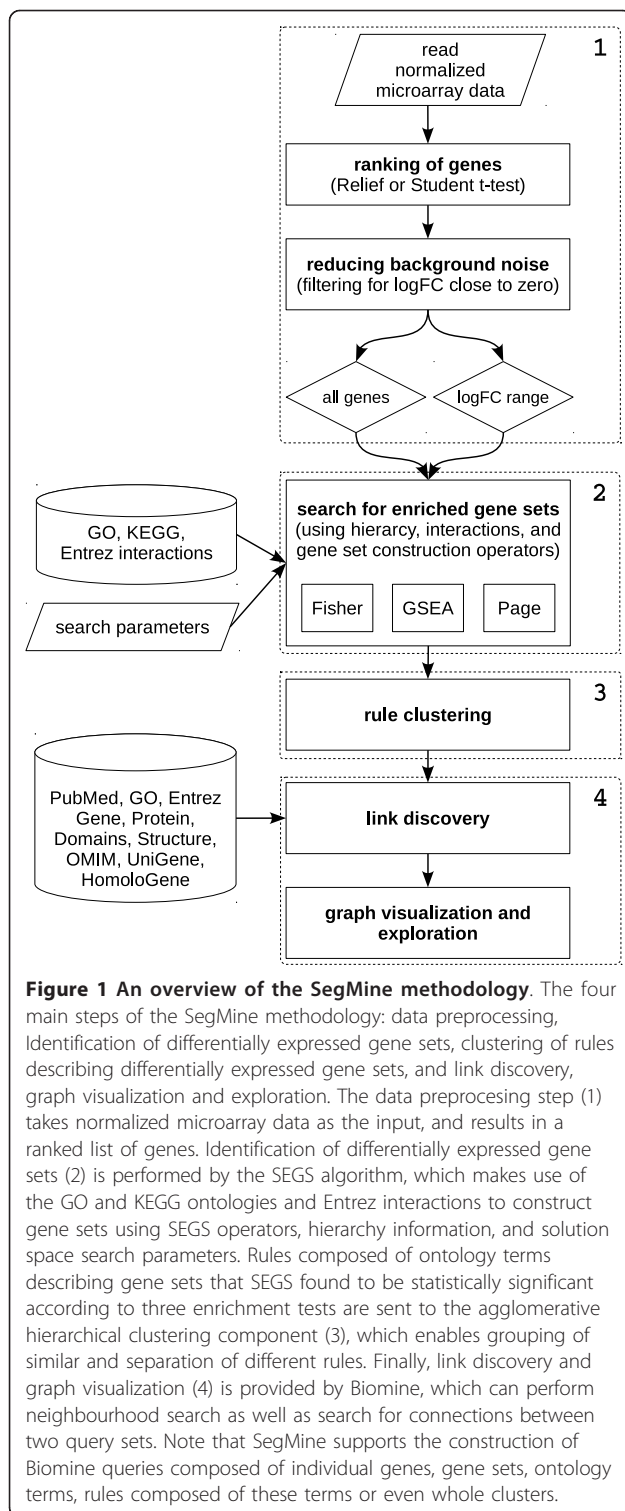 1
read
normalized
microarray data
ranking of genes
(Relief or Student t-test)
reducing background noise
(filtering for logFC close to zero)
all genes
logFC range
2
search for enriched gene sets
(using hierarcy, interactions, and
gene set construction operators)
Fisher
GSEA
Page
GO, KEGG,
Entrez interactions
search parameters
3
rule clustering
4
PubMed, GO, Entrez
Gene, Protein,
Domains, Structure,
OMIM, UniGene,
HomoloGene
link discovery
graph visualization and
exploration
Figure 1 An overview of the SegMine methodology. The four
main steps of the SegMine methodology: data preprocessing,
Identification of differentially expressed gene sets, clustering of rules
describing differentially expressed gene sets, and link discovery,
graph visualization and exploration. The data preprocesing step (1)
takes normalized microarray data as the input, and results in a
ranked list of genes. Identification of differentially expressed gene
sets (2) is performed by the SEGS algorithm, which makes use of
the GO and KEGG ontologies and Entrez interactions to construct
gene sets using SEGS operators, hierarchy information, and solution
space search parameters. Rules composed of ontology terms
describing gene sets that SEGS found to be statistically significant
according to three enrichment tests are sent to the agglomerative
hierarchical clustering component (3), which enables grouping of
similar and separation of different rules. Finally, link discovery and
graph visualization (4) is provided by Biomine, which can perform
neighbourhood search as well as search for connections between
two query sets. Note that SegMine supports the construction of
Biomine queries composed of individual genes, gene sets, ontology
terms, rules composed of these terms or even whole clusters.